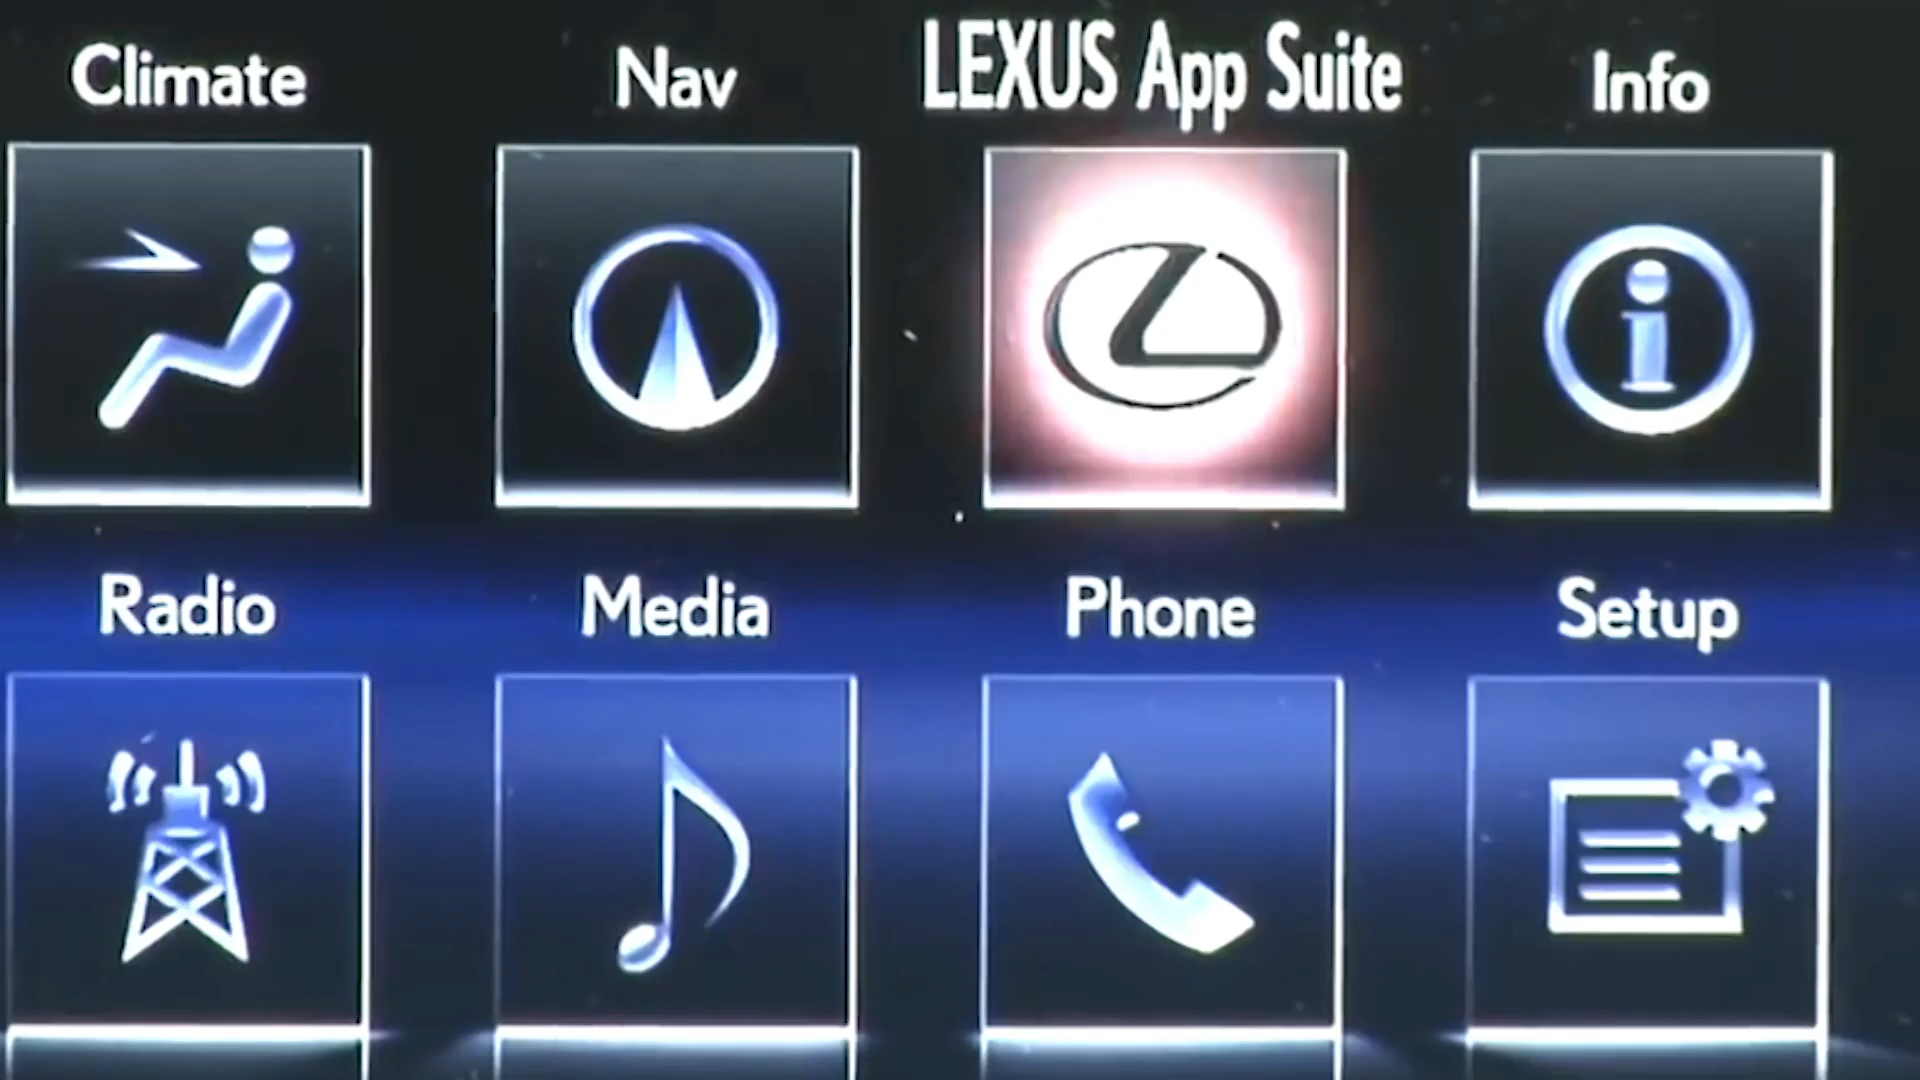 Climate
Nav
LEXUS App Suite
Info
Radio
Media
Phone
Setup